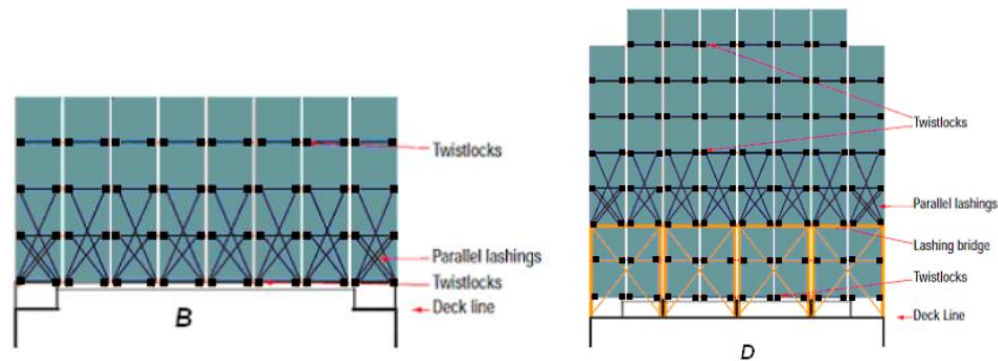 Twistlocks
Parallel lashings
Twistlocks
Deck line
B
Twistlocks
Parallel lashings
Lashing bridge
Twistlocks
Deck Line
D